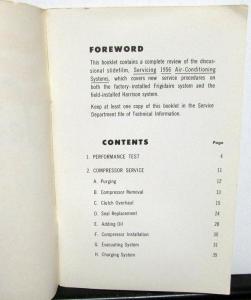 FOREWORD
This booklet contains a complete review of the discus-
sional slidefilm, Servicing 1956 Air-Conditioning
Systems, which covers new service procedures on
both the factory-installed Frigidaire system and the
field-installed Harrison system.
Keep at least one copy of this booklet in the Service
Department file of Technical Information.
CONTENTS Page
1. PERFORMANCE TEST 4
2. COMPRESSOR SERVICE 11
A. Purging 11
B. Compressor Removal 13
C. Clutch Overhaul 15
D. Seal Replacement 24
E. Adding Oil 28
F. Compressor Installation 30
G. Evacuating System 31
H. Charging System 35